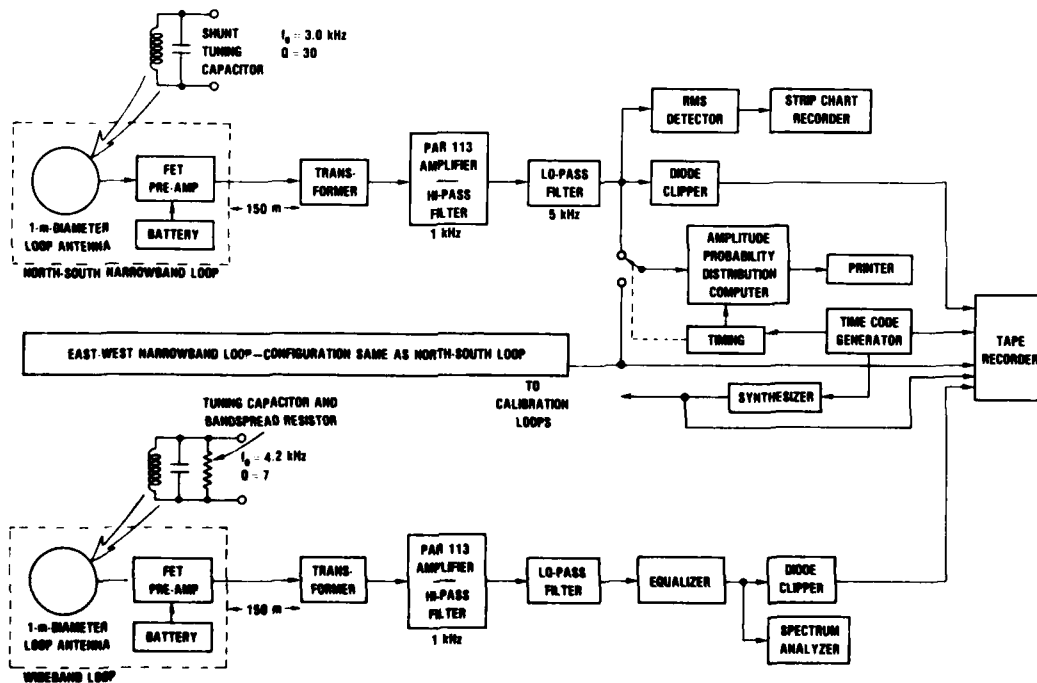 SHUNT
TUNING
CAPACITOR
f₀ = 3.0 kHz
Q = 30
1-m-DIAMETER
LOOP ANTENNA
FET
PRE-AMP
BATTERY
NORTH-SOUTH NARROWBAND LOOP
150 m
TRANS-
FORMER
PAR 113
AMPLIFIER
HI-PASS
FILTER
1 kHz
LO-PASS
FILTER
5 kHz
RMS
DETECTOR
STRIP CHART
RECORDER
DIODE
CLIPPER
AMPLITUDE
PROBABILITY
DISTRIBUTION
COMPUTER
PRINTER
TIMING
TIME CODE
GENERATOR
TAPE
RECORDER
EAST-WEST NARROWBAND LOOP—CONFIGURATION SAME AS NORTH-SOUTH LOOP
TO
CALIBRATION
LOOPS
SYNTHESIZER
TUNING CAPACITOR AND
BANDSPREAD RESISTOR
f₀ = 4.2 kHz
Q = 7
1-m-DIAMETER
LOOP ANTENNA
FET
PRE-AMP
BATTERY
WIDEBAND LOOP
150 m
TRANS-
FORMER
PAR 113
AMPLIFIER
HI-PASS
FILTER
1 kHz
LO-PASS
FILTER
EQUALIZER
DIODE
CLIPPER
SPECTRUM
ANALYZER